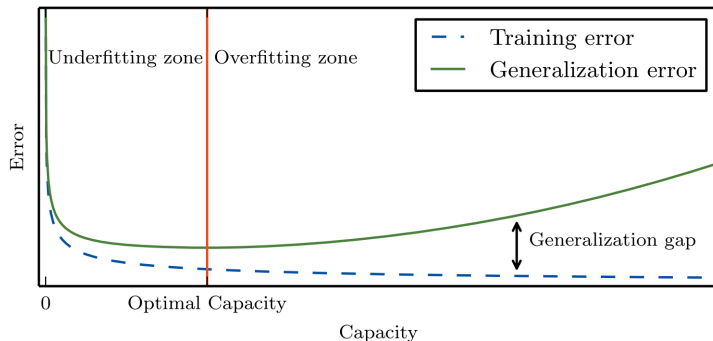 Underfitting zone
Overfitting zone
Training error
Generalization error
Error
Generalization gap
0
Optimal Capacity
Capacity